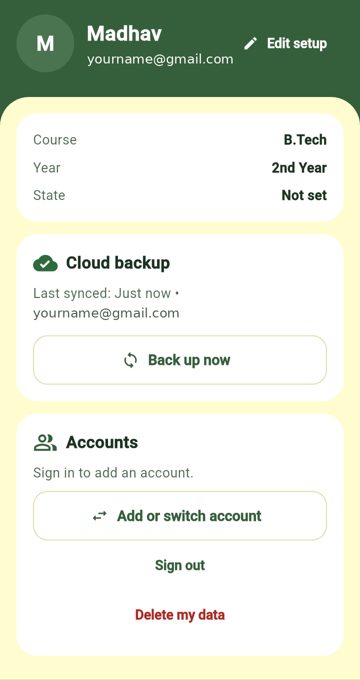 M
Madhav
yourname@gmail.com
Edit setup
Course B.Tech
Year 2nd Year
State Not set
Cloud backup
Last synced: Just now •
yourname@gmail.com
Back up now
Accounts
Sign in to add an account.
Add or switch account
Sign out
Delete my data